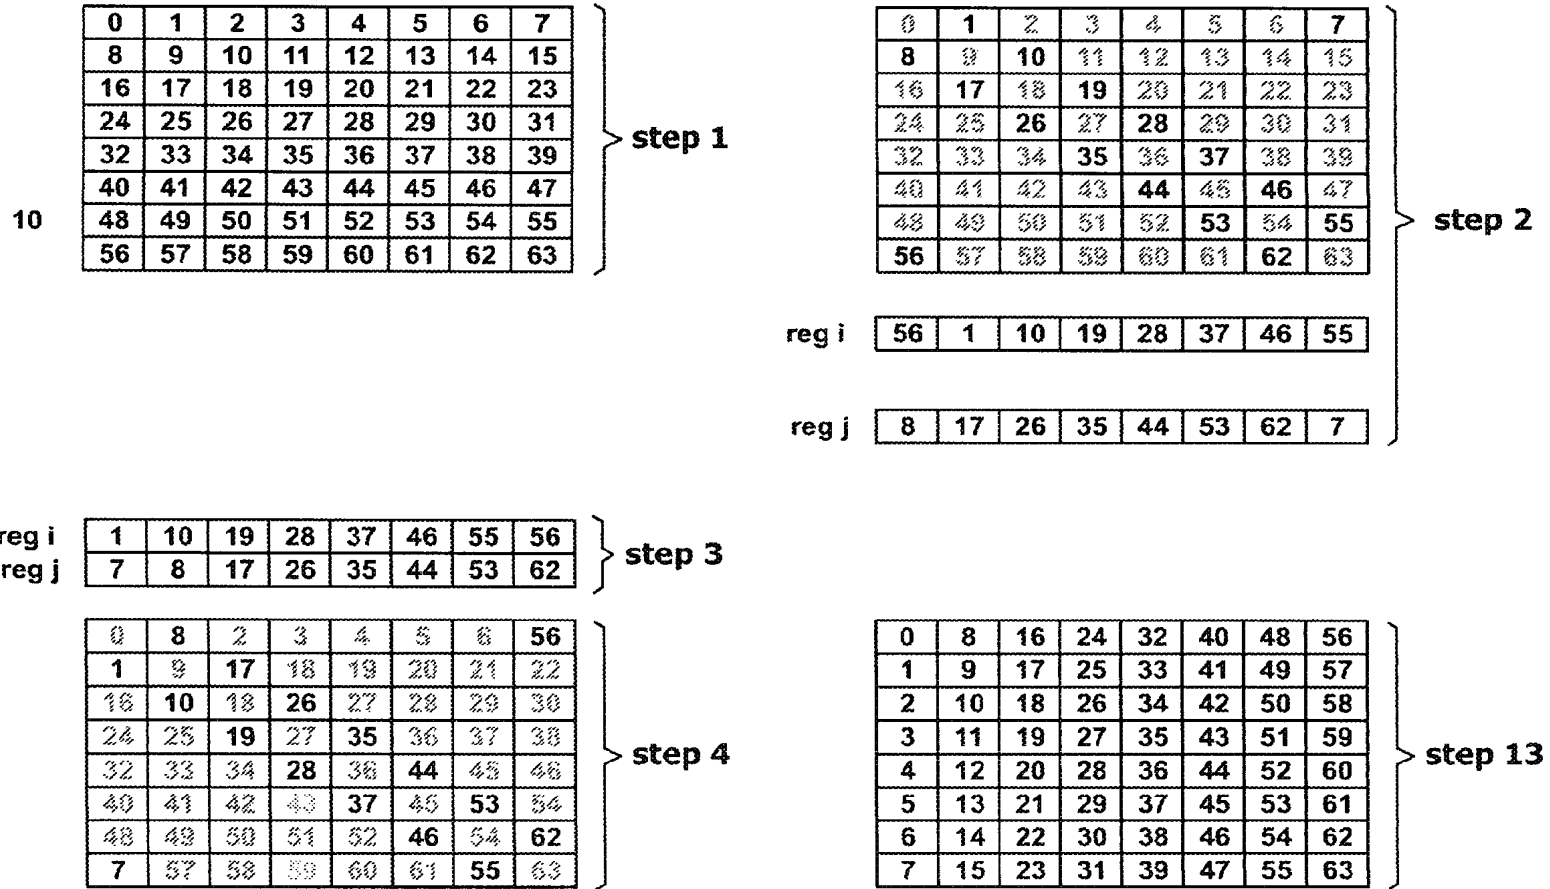 0 1 2 3 4 5 6 7
8 9 10 11 12 13 14 15
16 17 18 19 20 21 22 23
24 25 26 27 28 29 30 31
32 33 34 35 36 37 38 39
40 41 42 43 44 45 46 47
10
48 49 50 51 52 53 54 55
56 57 58 59 60 61 62 63
step 1
0 1 2 3 4 5 6 7
8 9 10 11 12 13 14 15
16 17 18 19 20 21 22 23
24 25 26 27 28 29 30 31
32 33 34 35 36 37 38 39
40 41 42 43 44 45 46 47
48 49 50 51 52 53 54 55
56 57 58 59 60 61 62 63
reg i 56 1 10 19 28 37 46 55
reg j 8 17 26 35 44 53 62 7
step 2
reg i 1 10 19 28 37 46 55 56
reg j 7 8 17 26 35 44 53 62
step 3
0 8 2 3 4 5 6 56
1 9 17 18 19 20 21 22
16 10 18 26 27 28 29 30
24 25 19 27 35 36 37 38
32 33 34 28 36 44 45 46
40 41 42 43 37 45 53 54
48 49 50 51 52 46 54 62
7 57 58 59 60 61 55 63
step 4
0 8 16 24 32 40 48 56
1 9 17 25 33 41 49 57
2 10 18 26 34 42 50 58
3 11 19 27 35 43 51 59
4 12 20 28 36 44 52 60
5 13 21 29 37 45 53 61
6 14 22 30 38 46 54 62
7 15 23 31 39 47 55 63
step 13